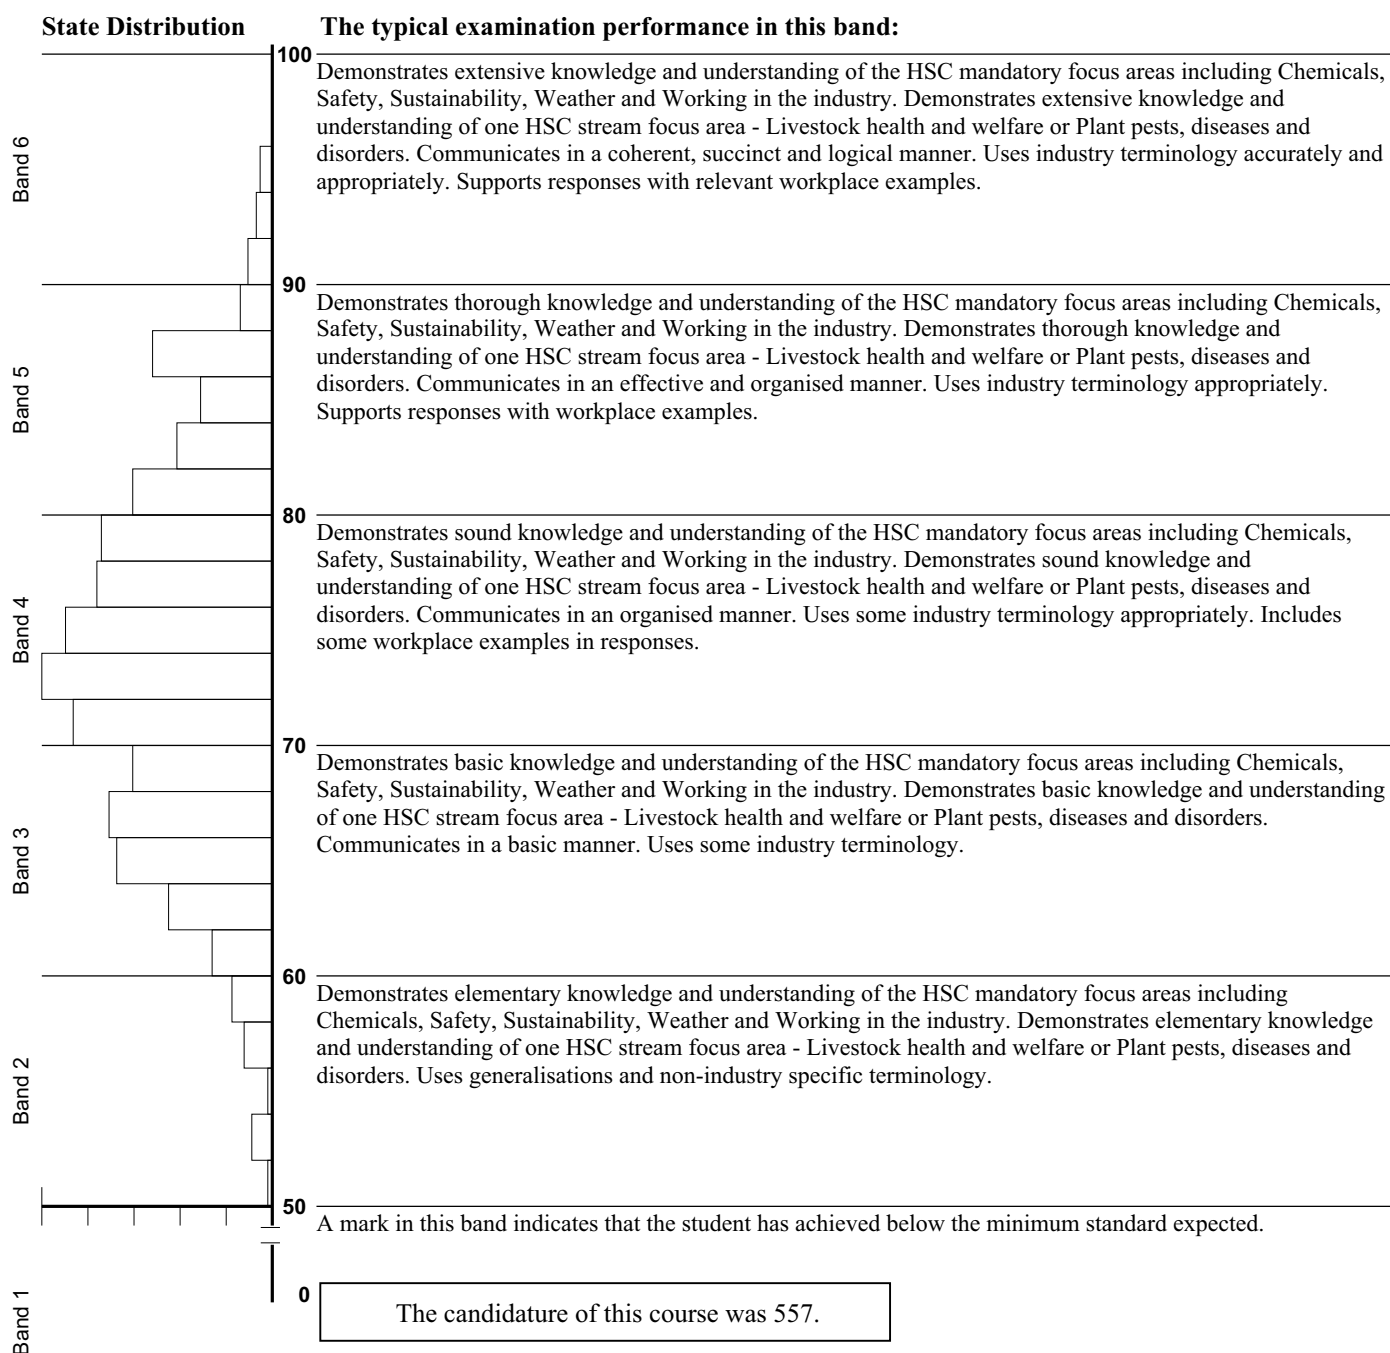 State Distribution
The typical examination performance in this band:
100
Demonstrates extensive knowledge and understanding of the HSC mandatory focus areas including Chemicals,
Safety, Sustainability, Weather and Working in the industry. Demonstrates extensive knowledge and
understanding of one HSC stream focus area - Livestock health and welfare or Plant pests, diseases and
disorders. Communicates in a coherent, succinct and logical manner. Uses industry terminology accurately and
appropriately. Supports responses with relevant workplace examples.
Band 6
90
Demonstrates thorough knowledge and understanding of the HSC mandatory focus areas including Chemicals,
Safety, Sustainability, Weather and Working in the industry. Demonstrates thorough knowledge and
understanding of one HSC stream focus area - Livestock health and welfare or Plant pests, diseases and
disorders. Communicates in an effective and organised manner. Uses industry terminology appropriately.
Supports responses with workplace examples.
Band 5
80
Demonstrates sound knowledge and understanding of the HSC mandatory focus areas including Chemicals,
Safety, Sustainability, Weather and Working in the industry. Demonstrates sound knowledge and
understanding of one HSC stream focus area - Livestock health and welfare or Plant pests, diseases and
disorders. Communicates in an organised manner. Uses some industry terminology appropriately. Includes
some workplace examples in responses.
Band 4
70
Demonstrates basic knowledge and understanding of the HSC mandatory focus areas including Chemicals,
Safety, Sustainability, Weather and Working in the industry. Demonstrates basic knowledge and understanding
of one HSC stream focus area - Livestock health and welfare or Plant pests, diseases and disorders.
Communicates in a basic manner. Uses some industry terminology.
Band 3
60
Demonstrates elementary knowledge and understanding of the HSC mandatory focus areas including
Chemicals, Safety, Sustainability, Weather and Working in the industry. Demonstrates elementary knowledge
and understanding of one HSC stream focus area - Livestock health and welfare or Plant pests, diseases and
disorders. Uses generalisations and non-industry specific terminology.
Band 2
50
A mark in this band indicates that the student has achieved below the minimum standard expected.
0
Band 1
The candidature of this course was 557.